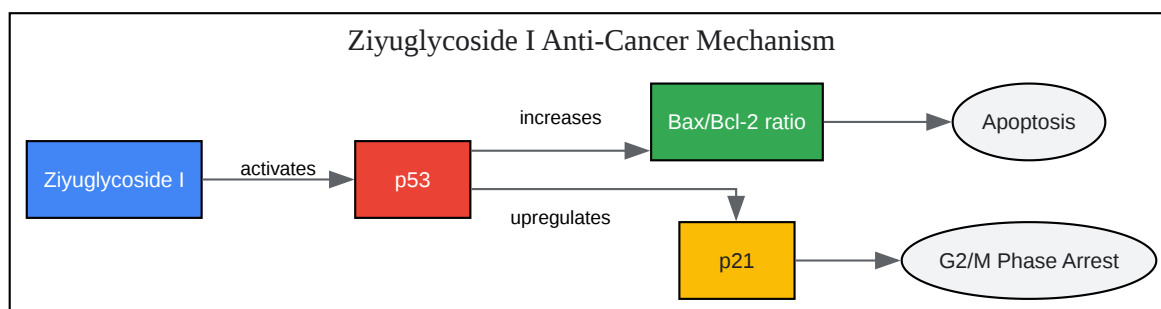 Ziyuglycoside I Anti-Cancer Mechanism
increases
Bax/Bcl-2 ratio
Apoptosis
Ziyuglycoside I
activates
p53
upregulates
p21
G2/M Phase Arrest